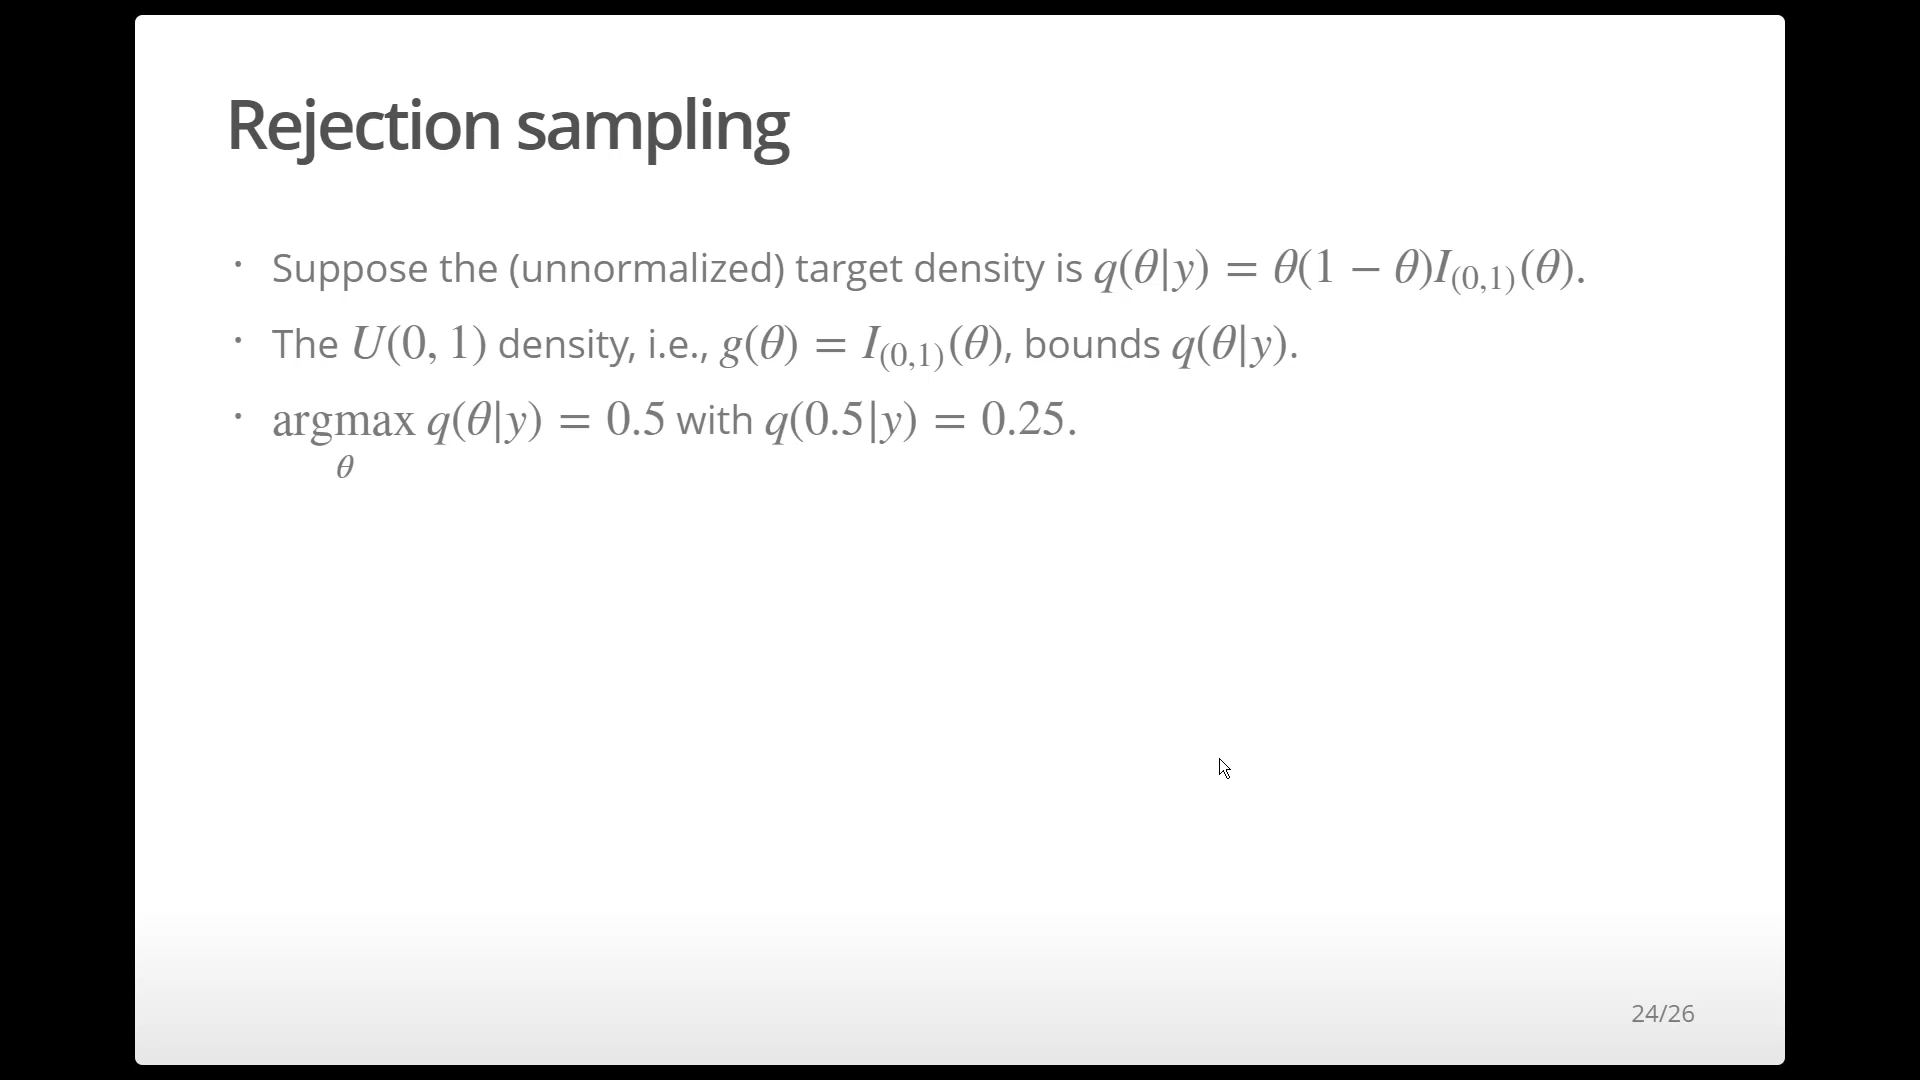 Rejection sampling
· Suppose the (unnormalized) target density is q(θ|y) = θ(1 − θ)I₍₀,₁₎(θ).
· The U(0, 1) density, i.e., g(θ) = I₍₀,₁₎(θ), bounds q(θ|y).
· argmax q(θ|y) = 0.5 with q(0.5|y) = 0.25.
θ
24/26